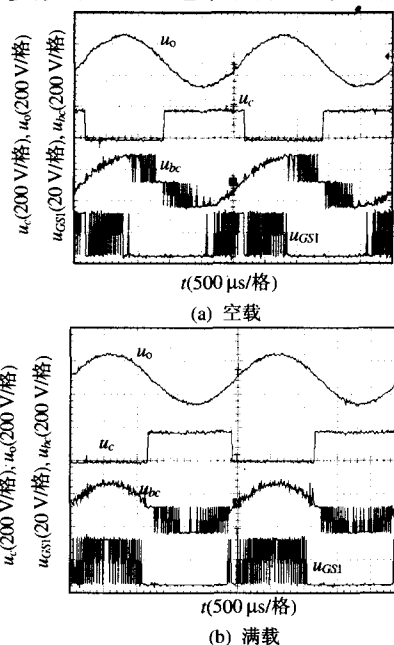 u_c(200 V/格), u_o(200 V/格)
u_GS1(20 V/格), u_bc(200 V/格)
u_o
u_c
u_bc
u_GS1
t(500 μs/格)
(a) 空载
u_c(200 V/格), u_o(200 V/格)
u_GS1(20 V/格), u_bc(200 V/格)
u_o
u_c
u_bc
u_GS1
t(500 μs/格)
(b) 满载